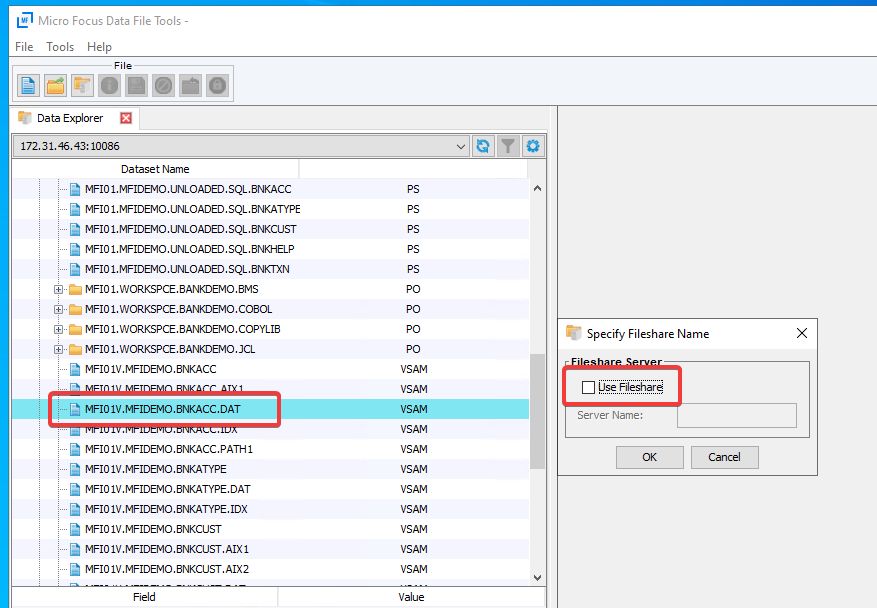 MF Micro Focus Data File Tools -
File Tools Help
File
Data Explorer
172.31.46.43:10086
Dataset Name
MFI01.MFIDEMO.UNLOADED.SQL.BNKACC PS
MFI01.MFIDEMO.UNLOADED.SQL.BNKATYPE PS
MFI01.MFIDEMO.UNLOADED.SQL.BNKCUST PS
MFI01.MFIDEMO.UNLOADED.SQL.BNKHELP PS
MFI01.MFIDEMO.UNLOADED.SQL.BNKTXN PS
MFI01.WORKSPCE.BANKDEMO.BMS PO
MFI01.WORKSPCE.BANKDEMO.COBOL PO
MFI01.WORKSPCE.BANKDEMO.COPYLIB PO
MFI01.WORKSPCE.BANKDEMO.JCL PO
MFI01V.MFIDEMO.BNKACC VSAM
MFI01V.MFIDEMO.BNKACC.AIX1 VSAM
MFI01V.MFIDEMO.BNKACC.DAT VSAM
MFI01V.MFIDEMO.BNKACC.IDX VSAM
MFI01V.MFIDEMO.BNKACC.PATH1 VSAM
MFI01V.MFIDEMO.BNKATYPE VSAM
MFI01V.MFIDEMO.BNKATYPE.DAT VSAM
MFI01V.MFIDEMO.BNKATYPE.IDX VSAM
MFI01V.MFIDEMO.BNKCUST VSAM
MFI01V.MFIDEMO.BNKCUST.AIX1 VSAM
MFI01V.MFIDEMO.BNKCUST.AIX2 VSAM
Field Value
Specify Fileshare Name
Fileshare Server
Use Fileshare
Server Name:
OK Cancel